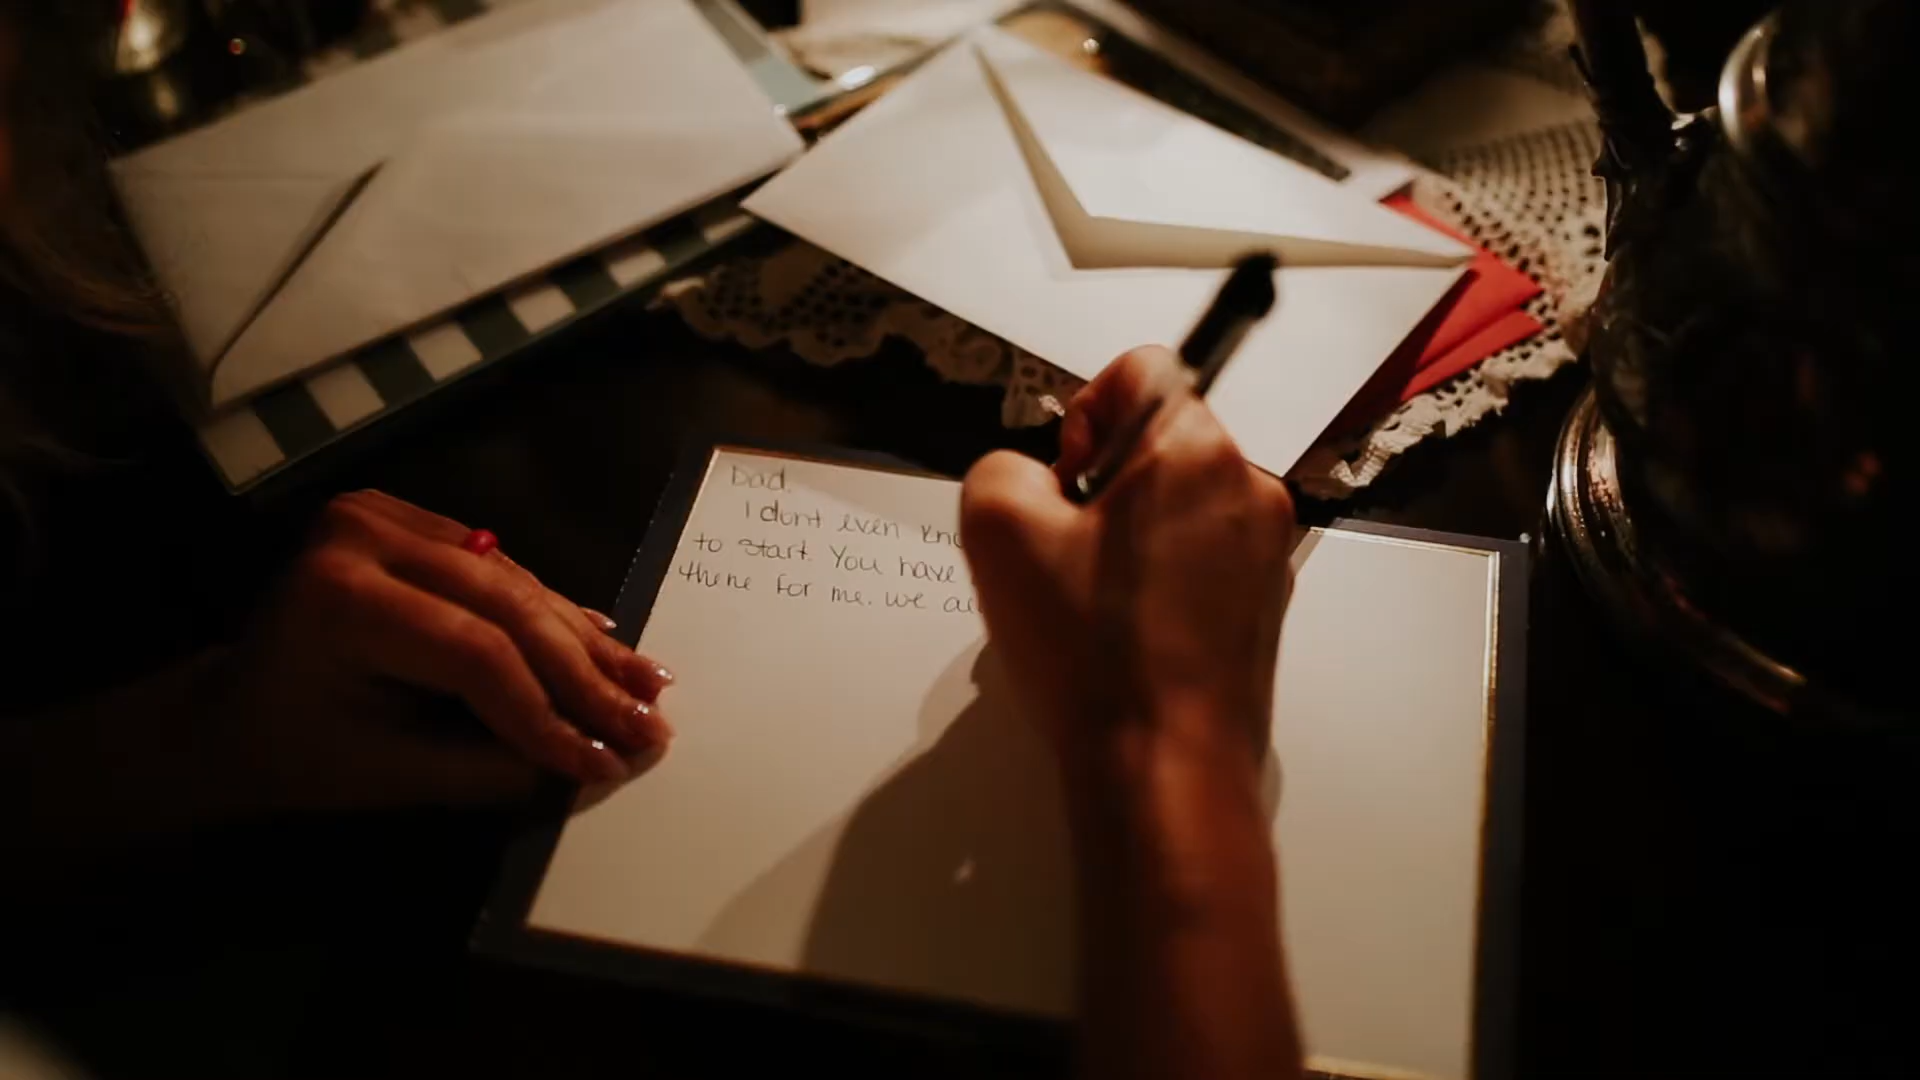 Dad,
I dont even
to start. You have
there for me. we